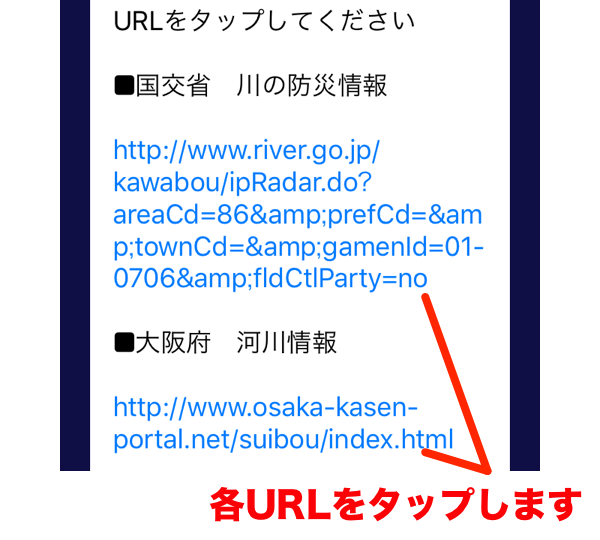 URLをタップしてください
■国交省　川の防災情報
http://www.river.go.jp/
kawabou/ipRadar.do?
areaCd=86&amp;prefCd=&am
p;townCd=&amp;gamenId=01-
0706&amp;fldCtlParty=no
■大阪府　河川情報
http://www.osaka-kasen-
portal.net/suibou/index.html
各URLをタップします